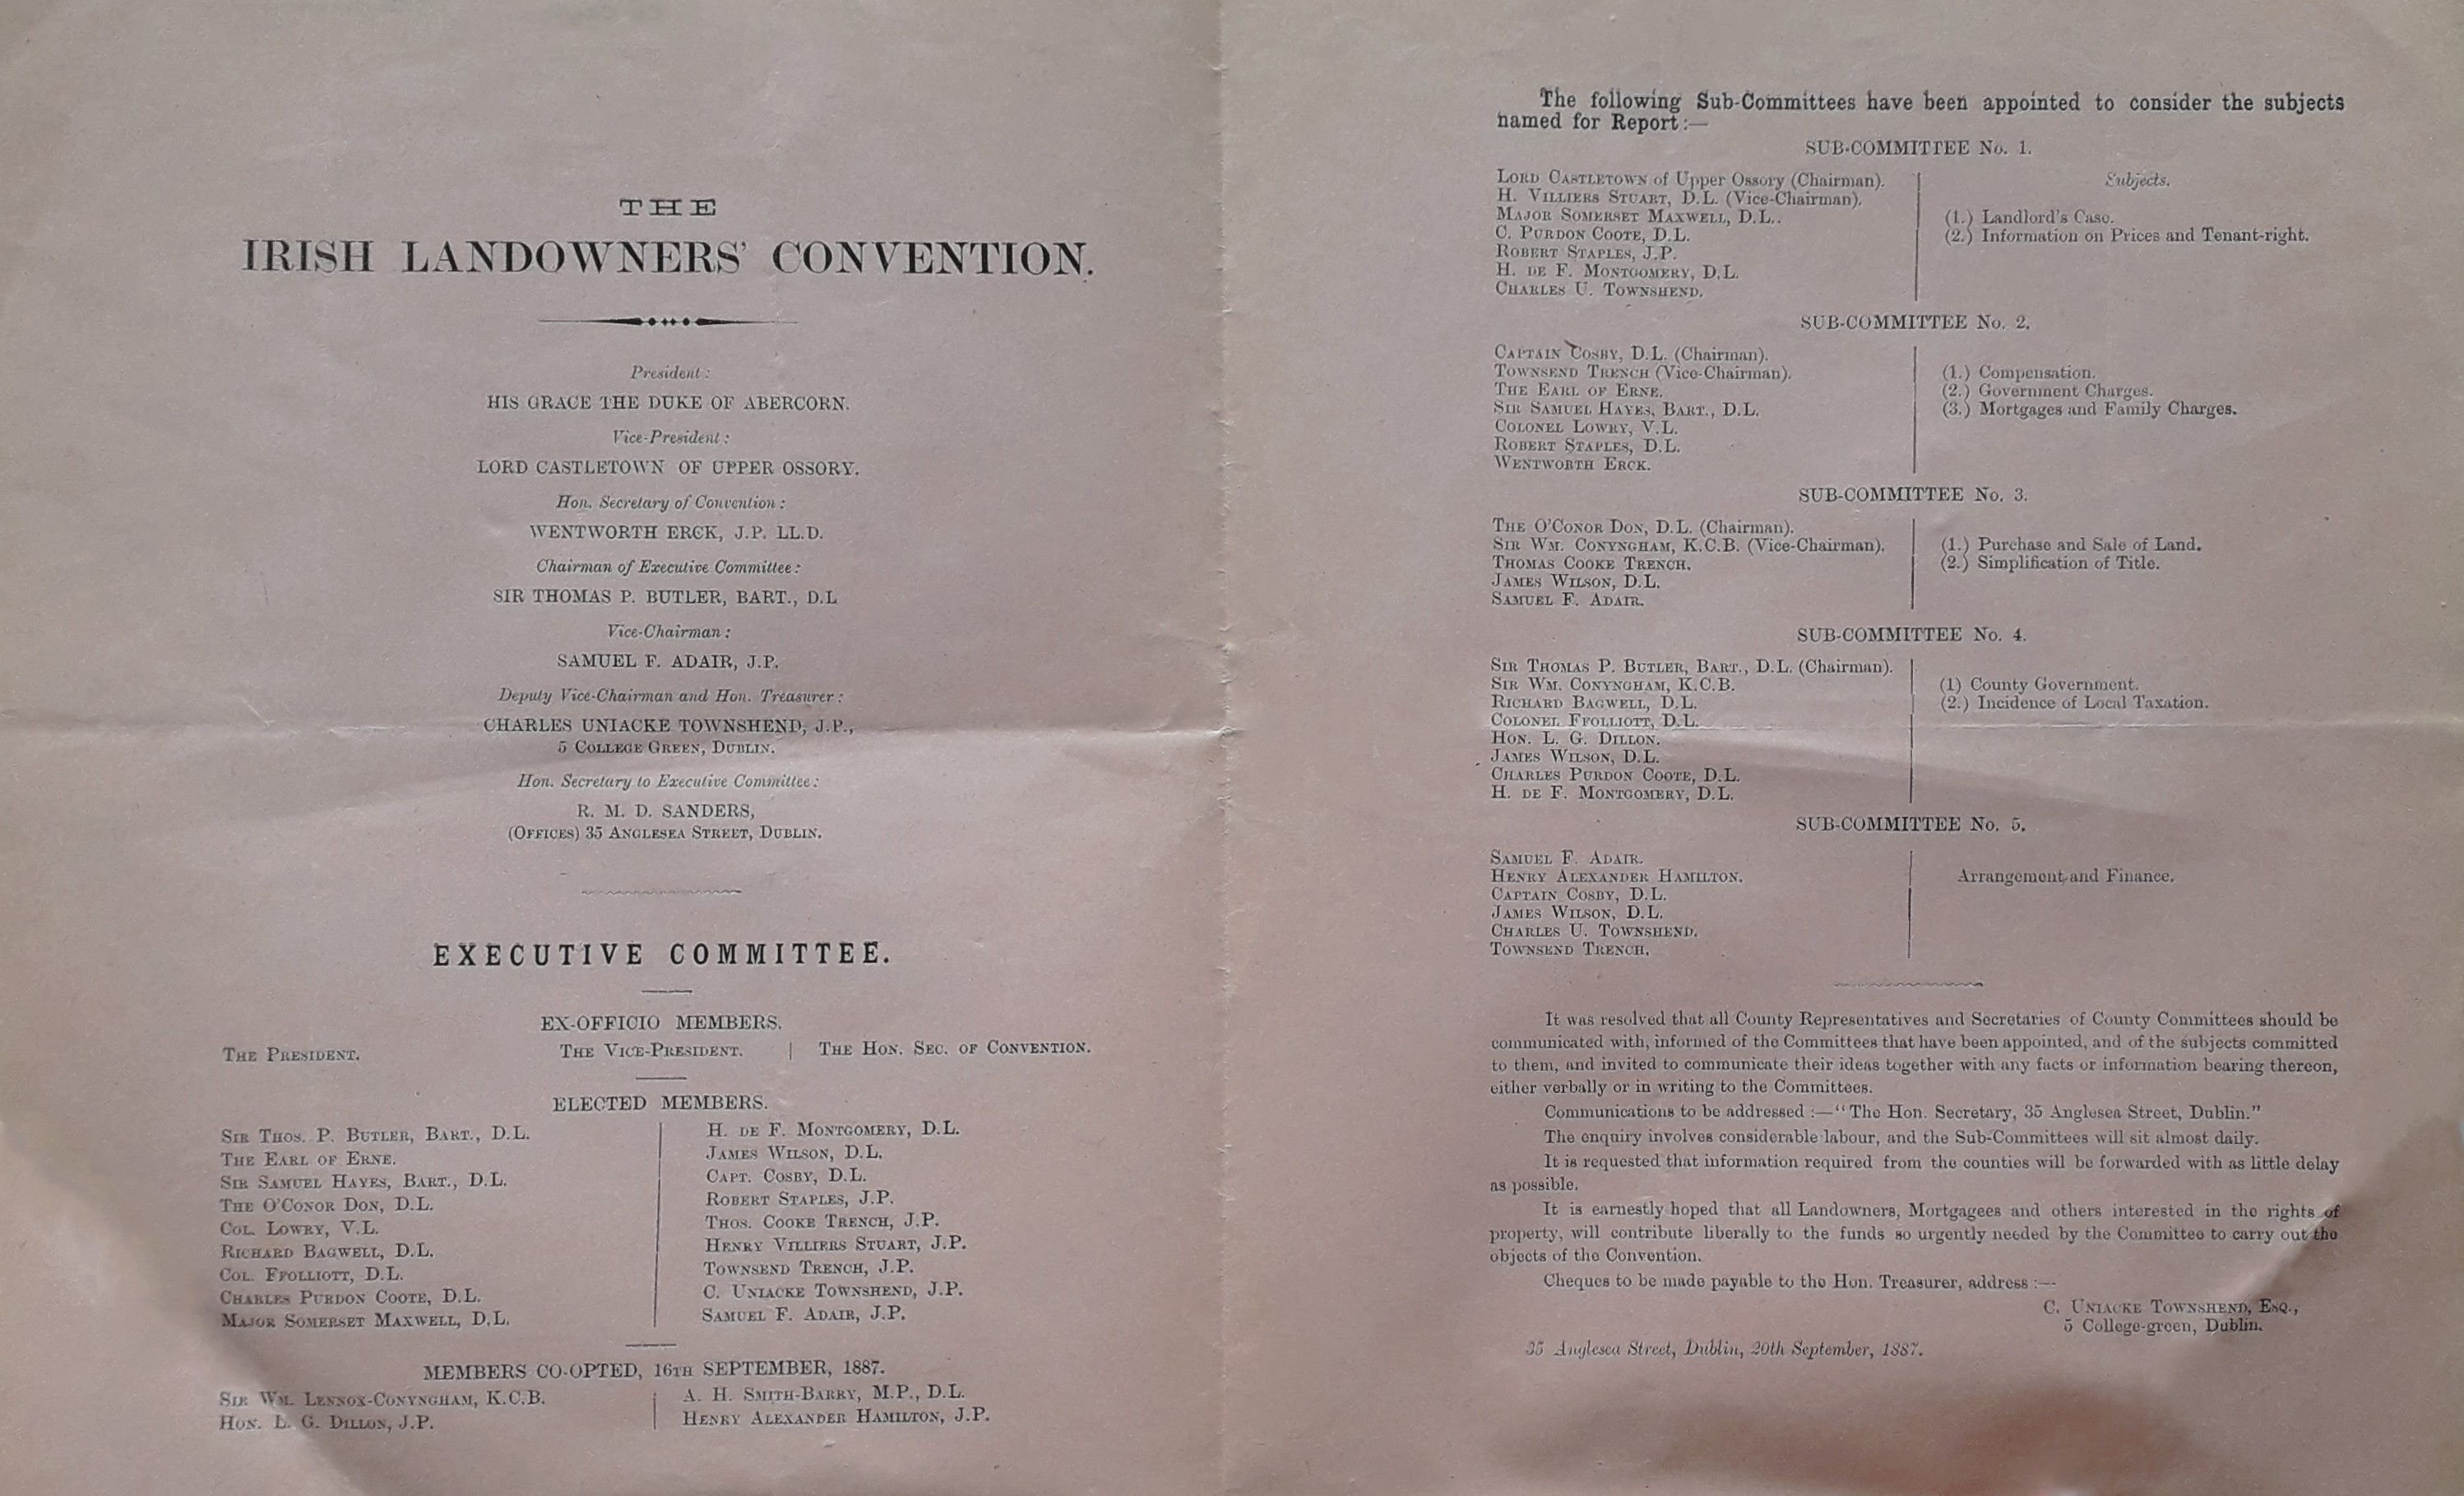 THE
IRISH LANDOWNERS' CONVENTION.
President:
HIS GRACE THE DUKE OF ABERCORN.
Vice-President:
LORD CASTLETOWN OF UPPER OSSORY.
Hon. Secretary of Convention:
WENTWORTH ERCK, J.P. LL.D.
Chairman of Executive Committee:
SIR THOMAS P. BUTLER, BART., D.L
Vice-Chairman:
SAMUEL F. ADAIR, J.P.
Deputy Vice-Chairman and Hon. Treasurer:
CHARLES UNIACKE TOWNSHEND, J.P.,
5 COLLEGE GREEN, DUBLIN.
Hon. Secretary to Executive Committee:
R. M. D. SANDERS,
(OFFICES) 35 ANGLESEA STREET, DUBLIN.
EXECUTIVE COMMITTEE.
EX-OFFICIO MEMBERS.
THE PRESIDENT. THE VICE-PRESIDENT. | THE HON. SEC. OF CONVENTION.
ELECTED MEMBERS.
SIR THOS. P. BUTLER, BART., D.L.
THE EARL OF ERNE.
SIR SAMUEL HAYES, BART., D.L.
THE O'CONOR DON, D.L.
COL. LOWRY, V.L.
RICHARD BAGWELL, D.L.
COL. FFOLLIOTT, D.L.
CHARLES PURDON COOTE, D.L.
MAJOR SOMERSET MAXWELL, D.L.
H. DE F. MONTGOMERY, D.L.
JAMES WILSON, D.L.
CAPT. COSBY, D.L.
ROBERT STAPLES, J.P.
THOS. COOKE TRENCH, J.P.
HENRY VILLIERS STUART, J.P.
TOWNSEND TRENCH, J.P.
C. UNIACKE TOWNSHEND, J.P.
SAMUEL F. ADAIR, J.P.
MEMBERS CO-OPTED, 16TH SEPTEMBER, 1887.
SIR WM. LENNOX-CONYNGHAM, K.C.B.
HON. L. G. DILLON, J.P.
A. H. SMITH-BARRY, M.P., D.L.
HENRY ALEXANDER HAMILTON, J.P.
The following Sub-Committees have been appointed to consider the subjects
named for Report:—
SUB-COMMITTEE No. 1.
LORD CASTLETOWN of Upper Ossory (Chairman).
H. VILLIERS STUART, D.L. (Vice-Chairman).
MAJOR SOMERSET MAXWELL, D.L..
C. PURDON COOTE, D.L.
ROBERT STAPLES, J.P.
H. DE F. MONTGOMERY, D.L.
CHARLES U. TOWNSHEND.
Subjects.
(1.) Landlord's Case.
(2.) Information on Prices and Tenant-right.
SUB-COMMITTEE No. 2.
CAPTAIN COSBY, D.L. (Chairman).
TOWNSEND TRENCH (Vice-Chairman).
THE EARL OF ERNE.
SIR SAMUEL HAYES, BART., D.L.
COLONEL LOWRY, V.L.
ROBERT STAPLES, D.L.
WENTWORTH ERCK.
(1.) Compensation.
(2.) Government Charges.
(3.) Mortgages and Family Charges.
SUB-COMMITTEE No. 3.
THE O'CONOR DON, D.L. (Chairman).
SIR WM. CONYNGHAM, K.C.B. (Vice-Chairman).
THOMAS COOKE TRENCH.
JAMES WILSON, D.L.
SAMUEL F. ADAIR.
(1.) Purchase and Sale of Land.
(2.) Simplification of Title.
SUB-COMMITTEE No. 4.
SIR THOMAS P. BUTLER, BART., D.L. (Chairman).
SIR WM. CONYNGHAM, K.C.B.
RICHARD BAGWELL, D.L.
COLONEL FFOLLIOTT, D.L.
HON. L. G. DILLON.
JAMES WILSON, D.L.
CHARLES PURDON COOTE, D.L.
H. DE F. MONTGOMERY, D.L.
(1) County Government.
(2.) Incidence of Local Taxation.
SUB-COMMITTEE No. 5.
SAMUEL F. ADAIR.
HENRY ALEXANDER HAMILTON.
CAPTAIN COSBY, D.L.
JAMES WILSON, D.L.
CHARLES U. TOWNSHEND.
TOWNSEND TRENCH.
Arrangement and Finance.
It was resolved that all County Representatives and Secretaries of County Committees should be
communicated with, informed of the Committees that have been appointed, and of the subjects committed
to them, and invited to communicate their ideas together with any facts or information bearing thereon,
either verbally or in writing to the Committees.
Communications to be addressed:—"The Hon. Secretary, 35 Anglesea Street, Dublin."
The enquiry involves considerable labour, and the Sub-Committees will sit almost daily.
It is requested that information required from the counties will be forwarded with as little delay
as possible.
It is earnestly hoped that all Landowners, Mortgagees and others interested in the rights of
property, will contribute liberally to the funds so urgently needed by the Committee to carry out the
objects of the Convention.
Cheques to be made payable to the Hon. Treasurer, address:—
C. UNIACKE TOWNSHEND, ESQ.,
5 College-green, Dublin.
35 Anglesea Street, Dublin, 20th September, 1887.